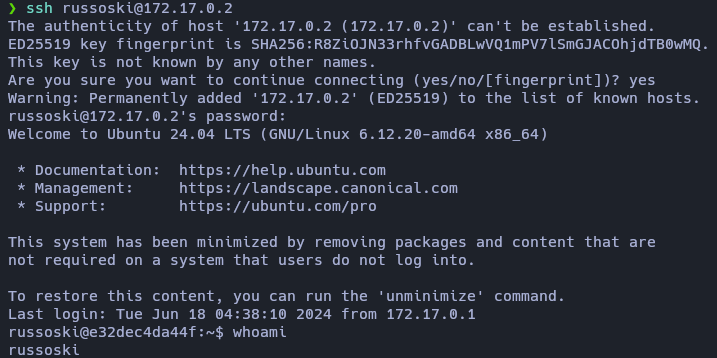 ❯ ssh russoski@172.17.0.2
The authenticity of host '172.17.0.2 (172.17.0.2)' can't be established.
ED25519 key fingerprint is SHA256:R8ZiOJN33rhfvGADBLwVQ1mPV7lSmGJACOhjdTB0wMQ.
This key is not known by any other names.
Are you sure you want to continue connecting (yes/no/[fingerprint])? yes
Warning: Permanently added '172.17.0.2' (ED25519) to the list of known hosts.
russoski@172.17.0.2's password:
Welcome to Ubuntu 24.04 LTS (GNU/Linux 6.12.20-amd64 x86_64)
* Documentation:  https://help.ubuntu.com
* Management:     https://landscape.canonical.com
* Support:        https://ubuntu.com/pro
This system has been minimized by removing packages and content that are
not required on a system that users do not log into.
To restore this content, you can run the 'unminimize' command.
Last login: Tue Jun 18 04:38:10 2024 from 172.17.0.1
russoski@e32dec4da44f:~$ whoami
russoski